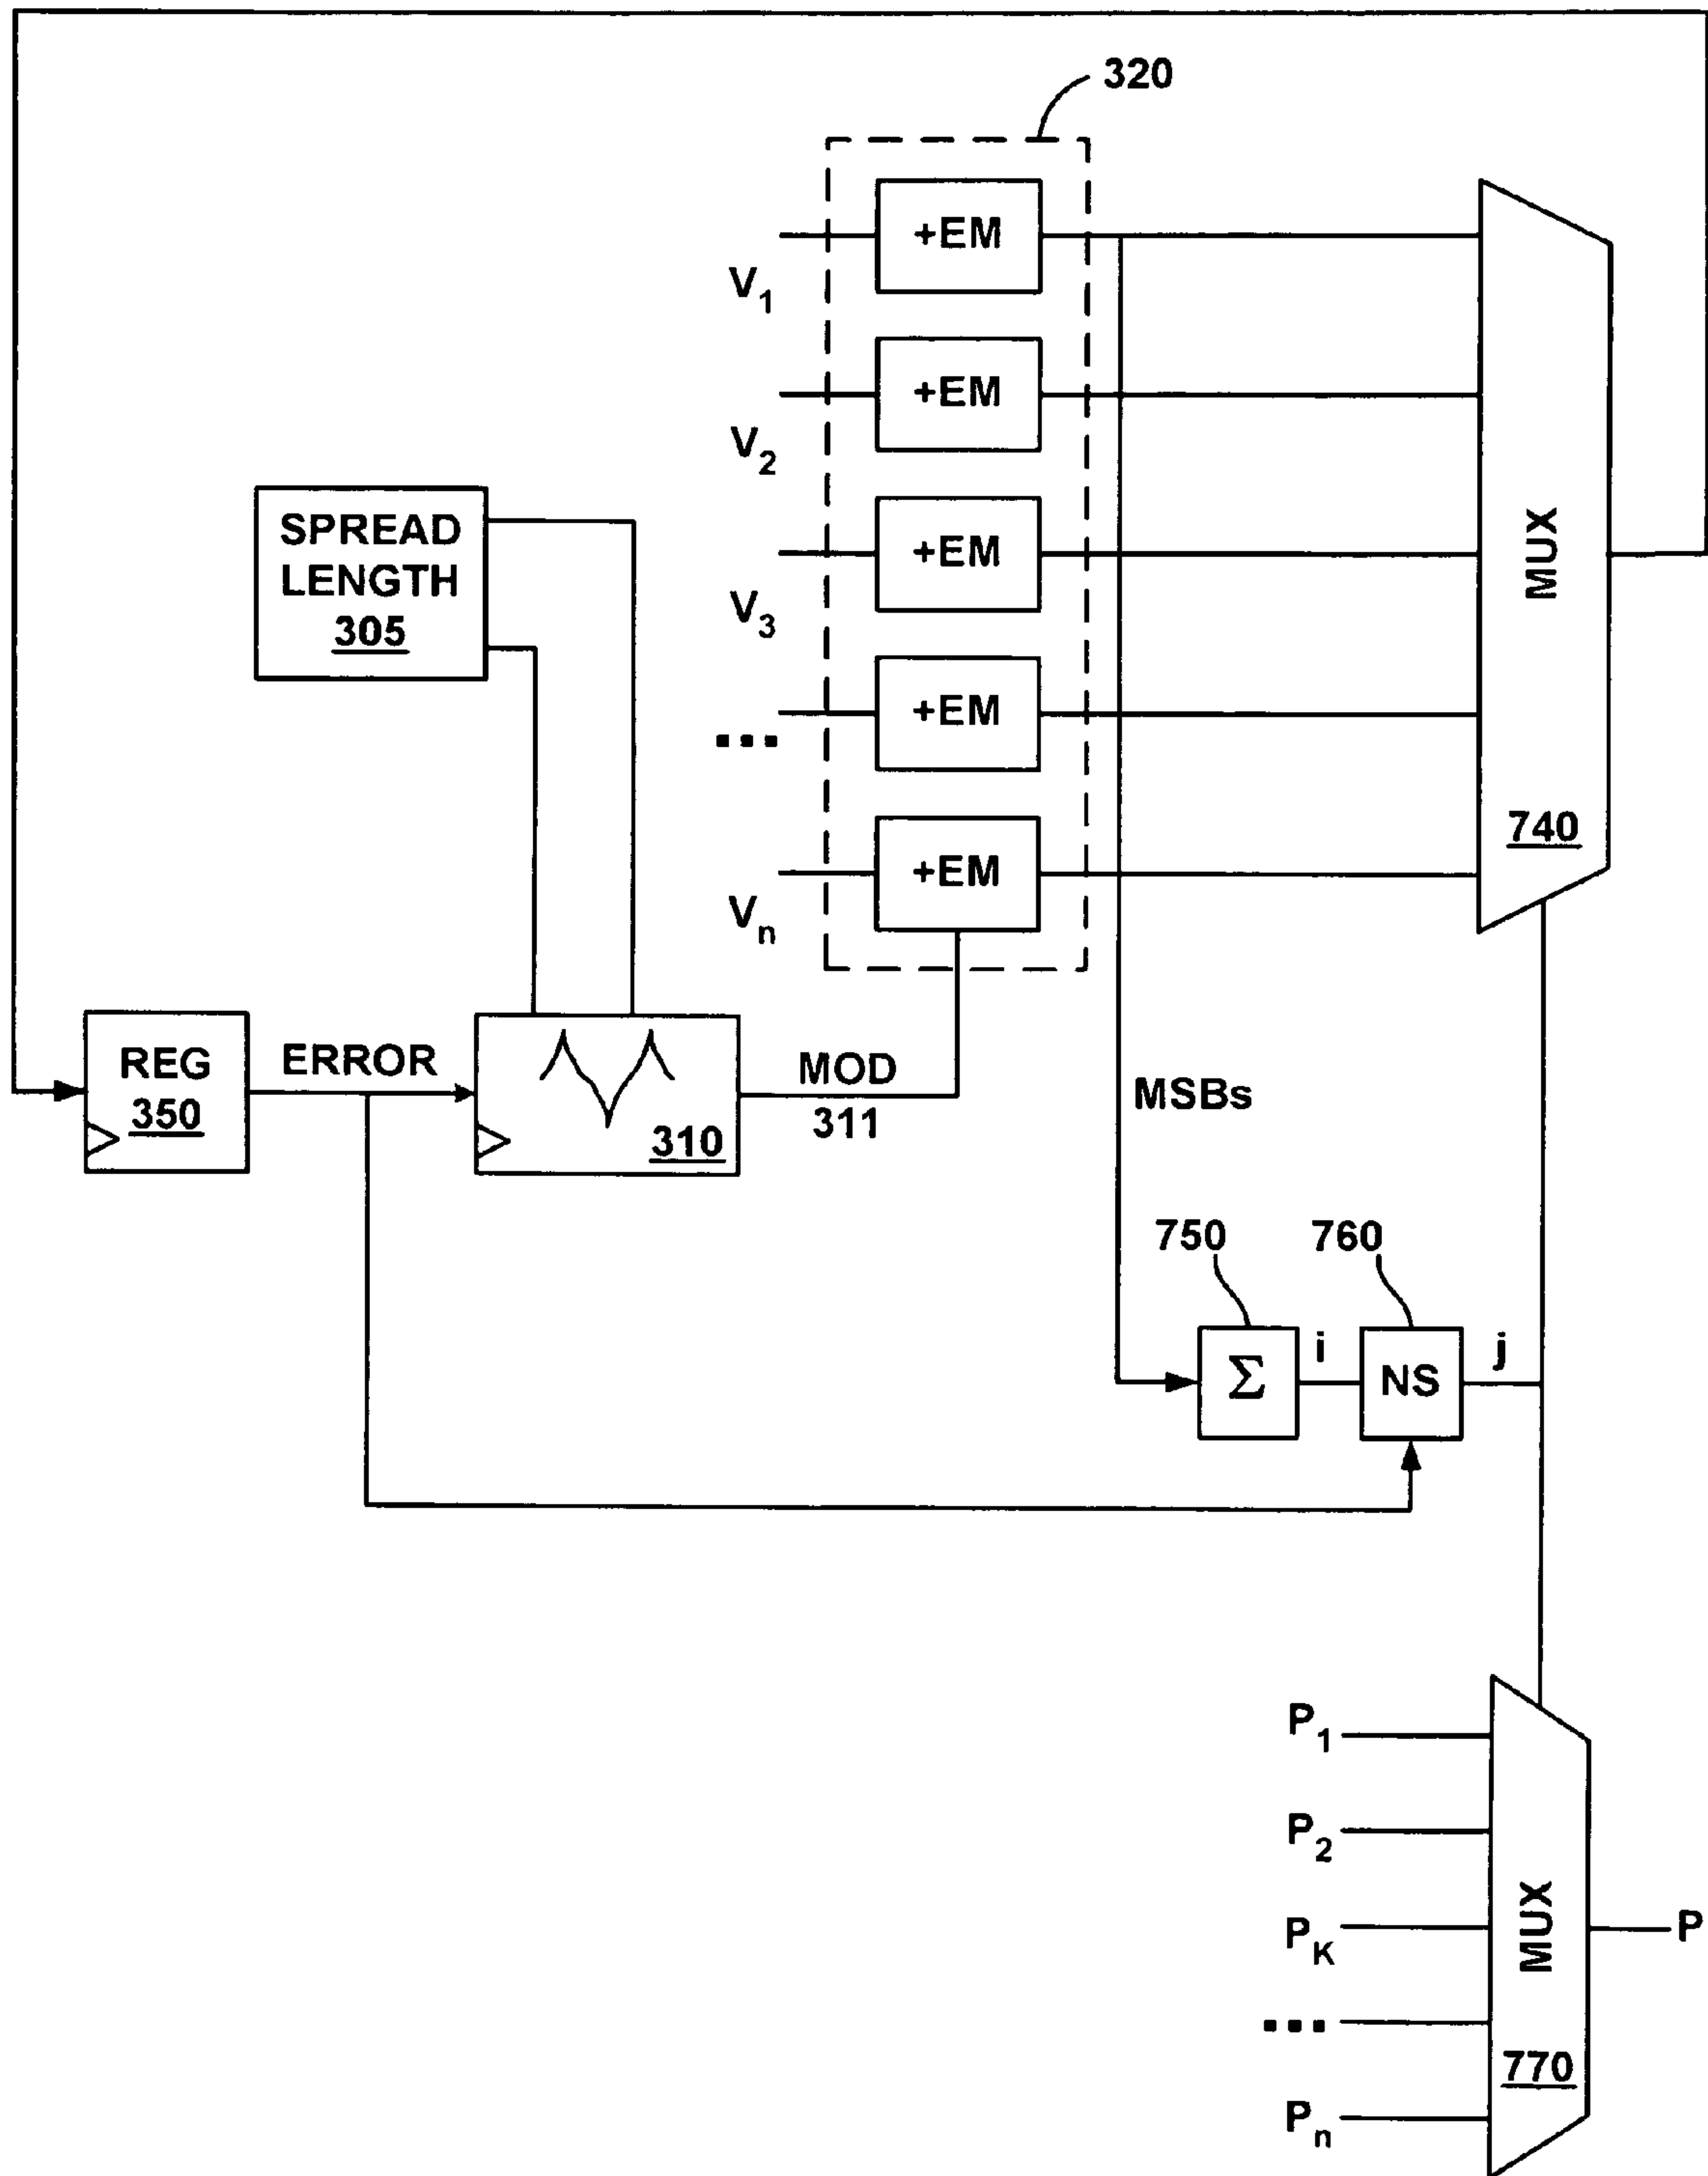 320
+EM
V1
+EM
V2
SPREAD
LENGTH
305
+EM
V3
MUX
+EM
...
740
+EM
Vn
REG
350
ERROR
MOD
311
310
MSBs
750
760
Σ
i
NS
j
P1
P2
PK
MUX
P
...
770
Pn